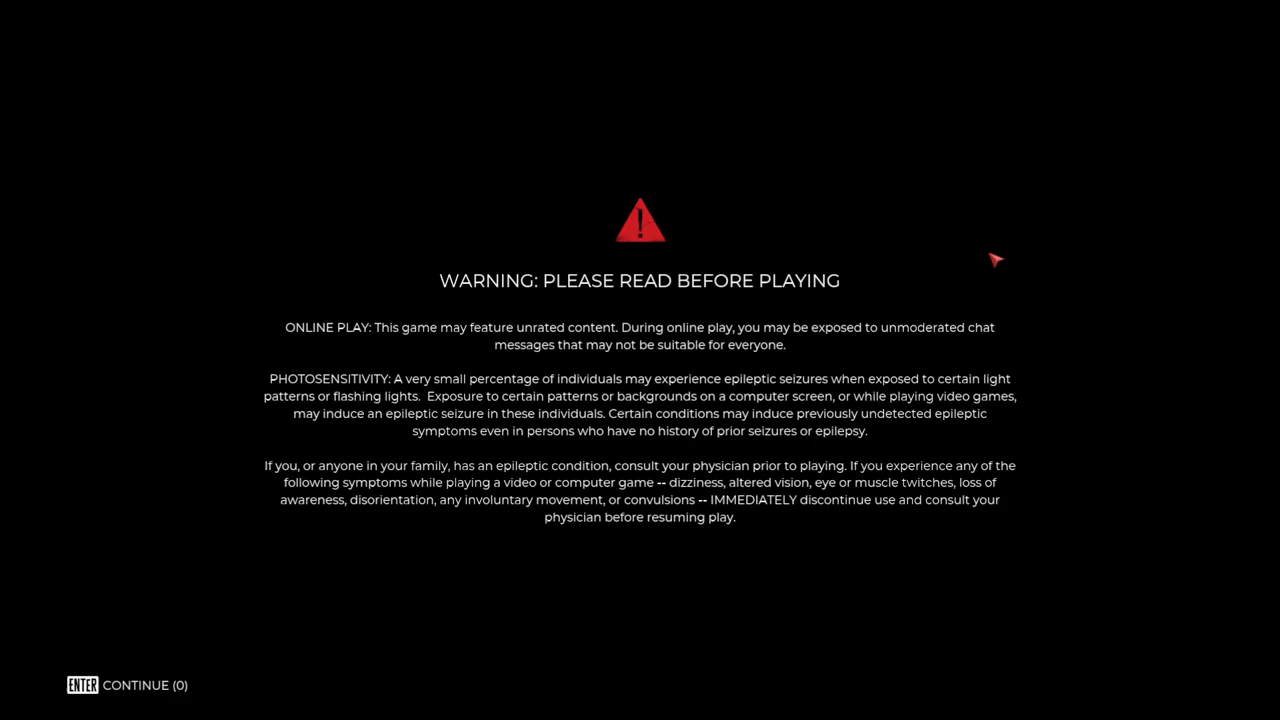 WARNING: PLEASE READ BEFORE PLAYING
ONLINE PLAY: This game may feature unrated content. During online play, you may be exposed to unmoderated chat
messages that may not be suitable for everyone.
PHOTOSENSITIVITY: A very small percentage of individuals may experience epileptic seizures when exposed to certain light
patterns or flashing lights.  Exposure to certain patterns or backgrounds on a computer screen, or while playing video games,
may induce an epileptic seizure in these individuals. Certain conditions may induce previously undetected epileptic
symptoms even in persons who have no history of prior seizures or epilepsy.
If you, or anyone in your family, has an epileptic condition, consult your physician prior to playing. If you experience any of the
following symptoms while playing a video or computer game -- dizziness, altered vision, eye or muscle twitches, loss of
awareness, disorientation, any involuntary movement, or convulsions -- IMMEDIATELY discontinue use and consult your
physician before resuming play.
ENTER CONTINUE (0)